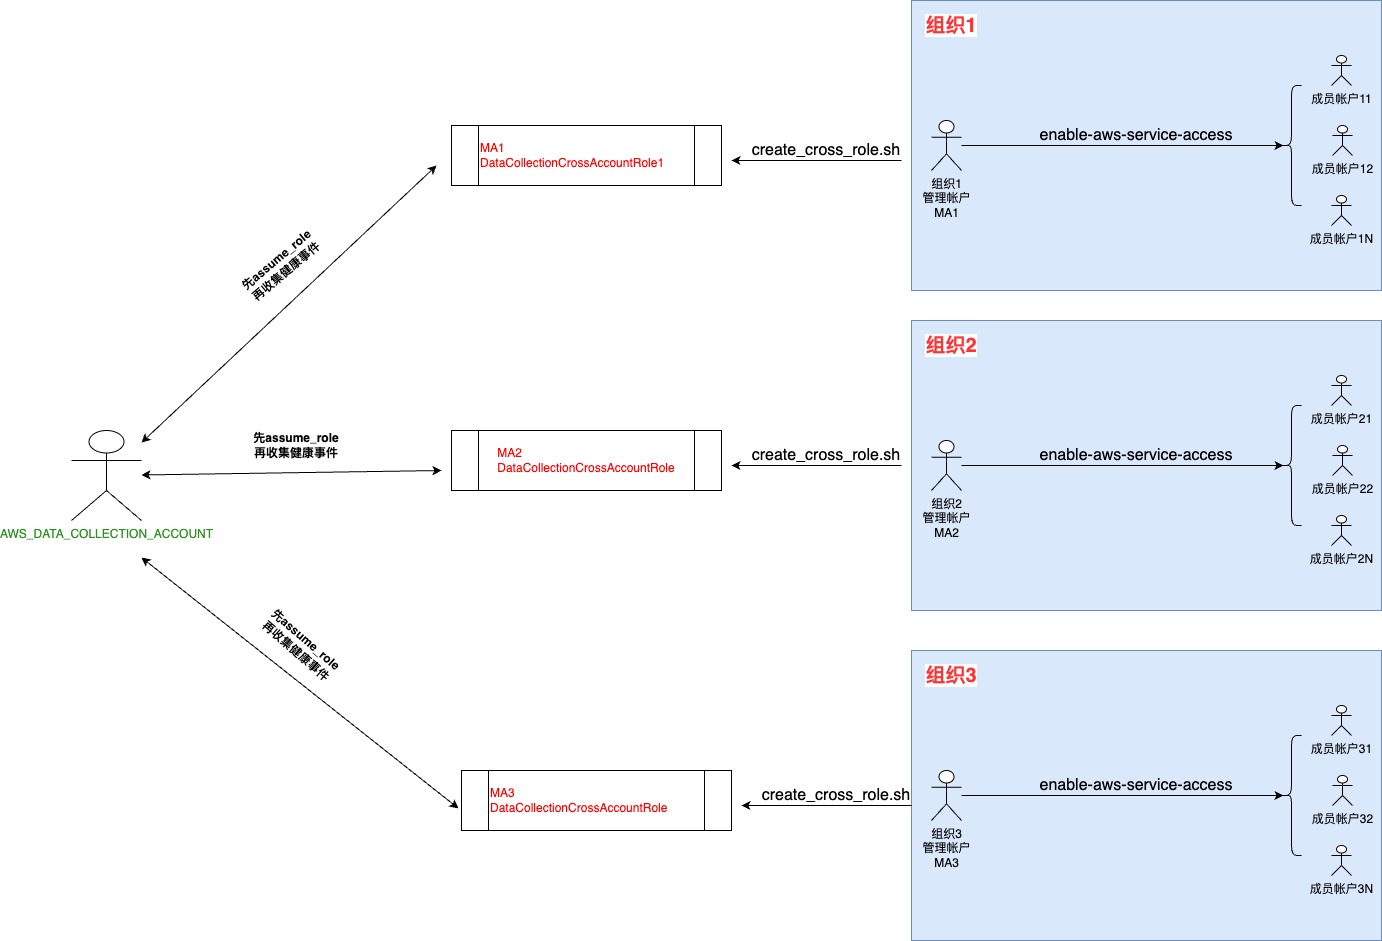 组织1
成员帐户11
enable-aws-service-access
create_cross_role.sh
MA1
DataCollectionCrossAccountRole1
成员帐户12
组织1
管理帐户
MA1
成员帐户1N
先assume_role
再收集健康事件
组织2
成员帐户21
enable-aws-service-access
create_cross_role.sh
MA2
DataCollectionCrossAccountRole
先assume_role
再收集健康事件
成员帐户22
组织2
管理帐户
MA2
AWS_DATA_COLLECTION_ACCOUNT
成员帐户2N
先assume_role
再收集健康事件
组织3
成员帐户31
enable-aws-service-access
create_cross_role.sh
MA3
DataCollectionCrossAccountRole
成员帐户32
组织3
管理帐户
MA3
成员帐户3N